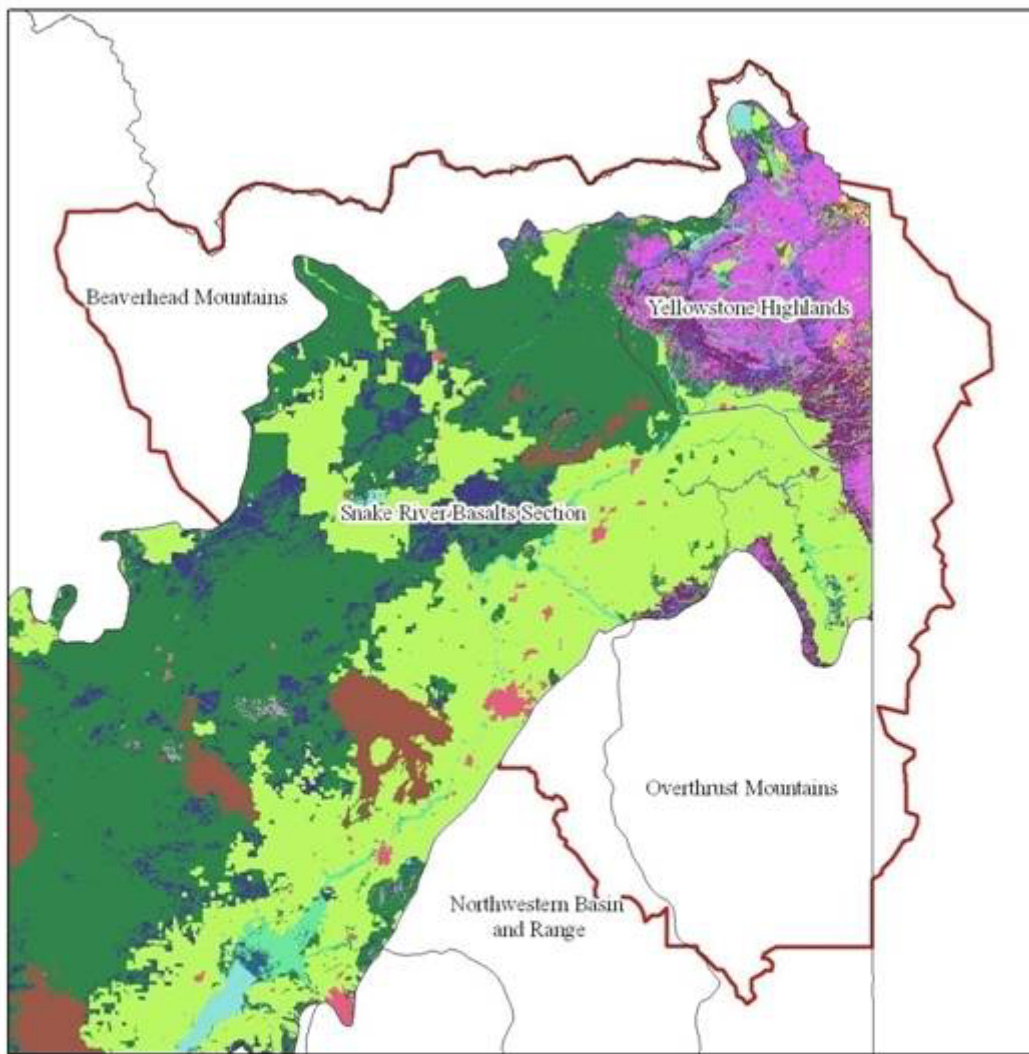 Beaverhead Mountains
Yellowstone Highlands
Snake River Basalts Section
Overthrust Mountains
Northwestern Basin
and Range